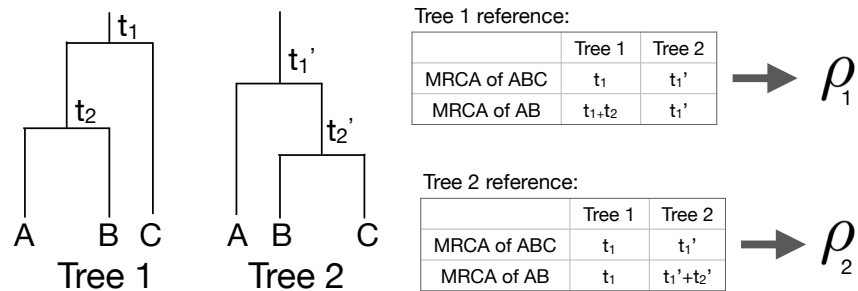 t₁
t₂
A B C
Tree 1
t₁’
t₂’
A B C
Tree 2
Tree 1 reference:
Tree 1 Tree 2
MRCA of ABC t₁ t₁’
MRCA of AB t₁₊t₂ t₁’
ρ₁
Tree 2 reference:
Tree 1 Tree 2
MRCA of ABC t₁ t₁’
MRCA of AB t₁ t₁’+t₂’
ρ₂